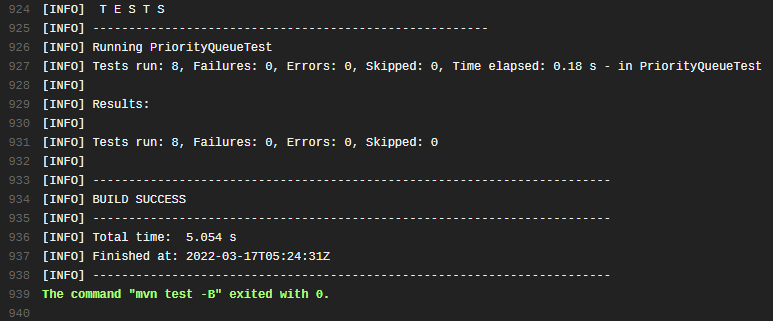 924 [INFO]  T E S T S
925 [INFO] -------------------------------------------------------
926 [INFO] Running PriorityQueueTest
927 [INFO] Tests run: 8, Failures: 0, Errors: 0, Skipped: 0, Time elapsed: 0.18 s - in PriorityQueueTest
928 [INFO]
929 [INFO] Results:
930 [INFO]
931 [INFO] Tests run: 8, Failures: 0, Errors: 0, Skipped: 0
932 [INFO]
933 [INFO] ------------------------------------------------------------------------
934 [INFO] BUILD SUCCESS
935 [INFO] ------------------------------------------------------------------------
936 [INFO] Total time:  5.054 s
937 [INFO] Finished at: 2022-03-17T05:24:31Z
938 [INFO] ------------------------------------------------------------------------
939 The command "mvn test -B" exited with 0.
940